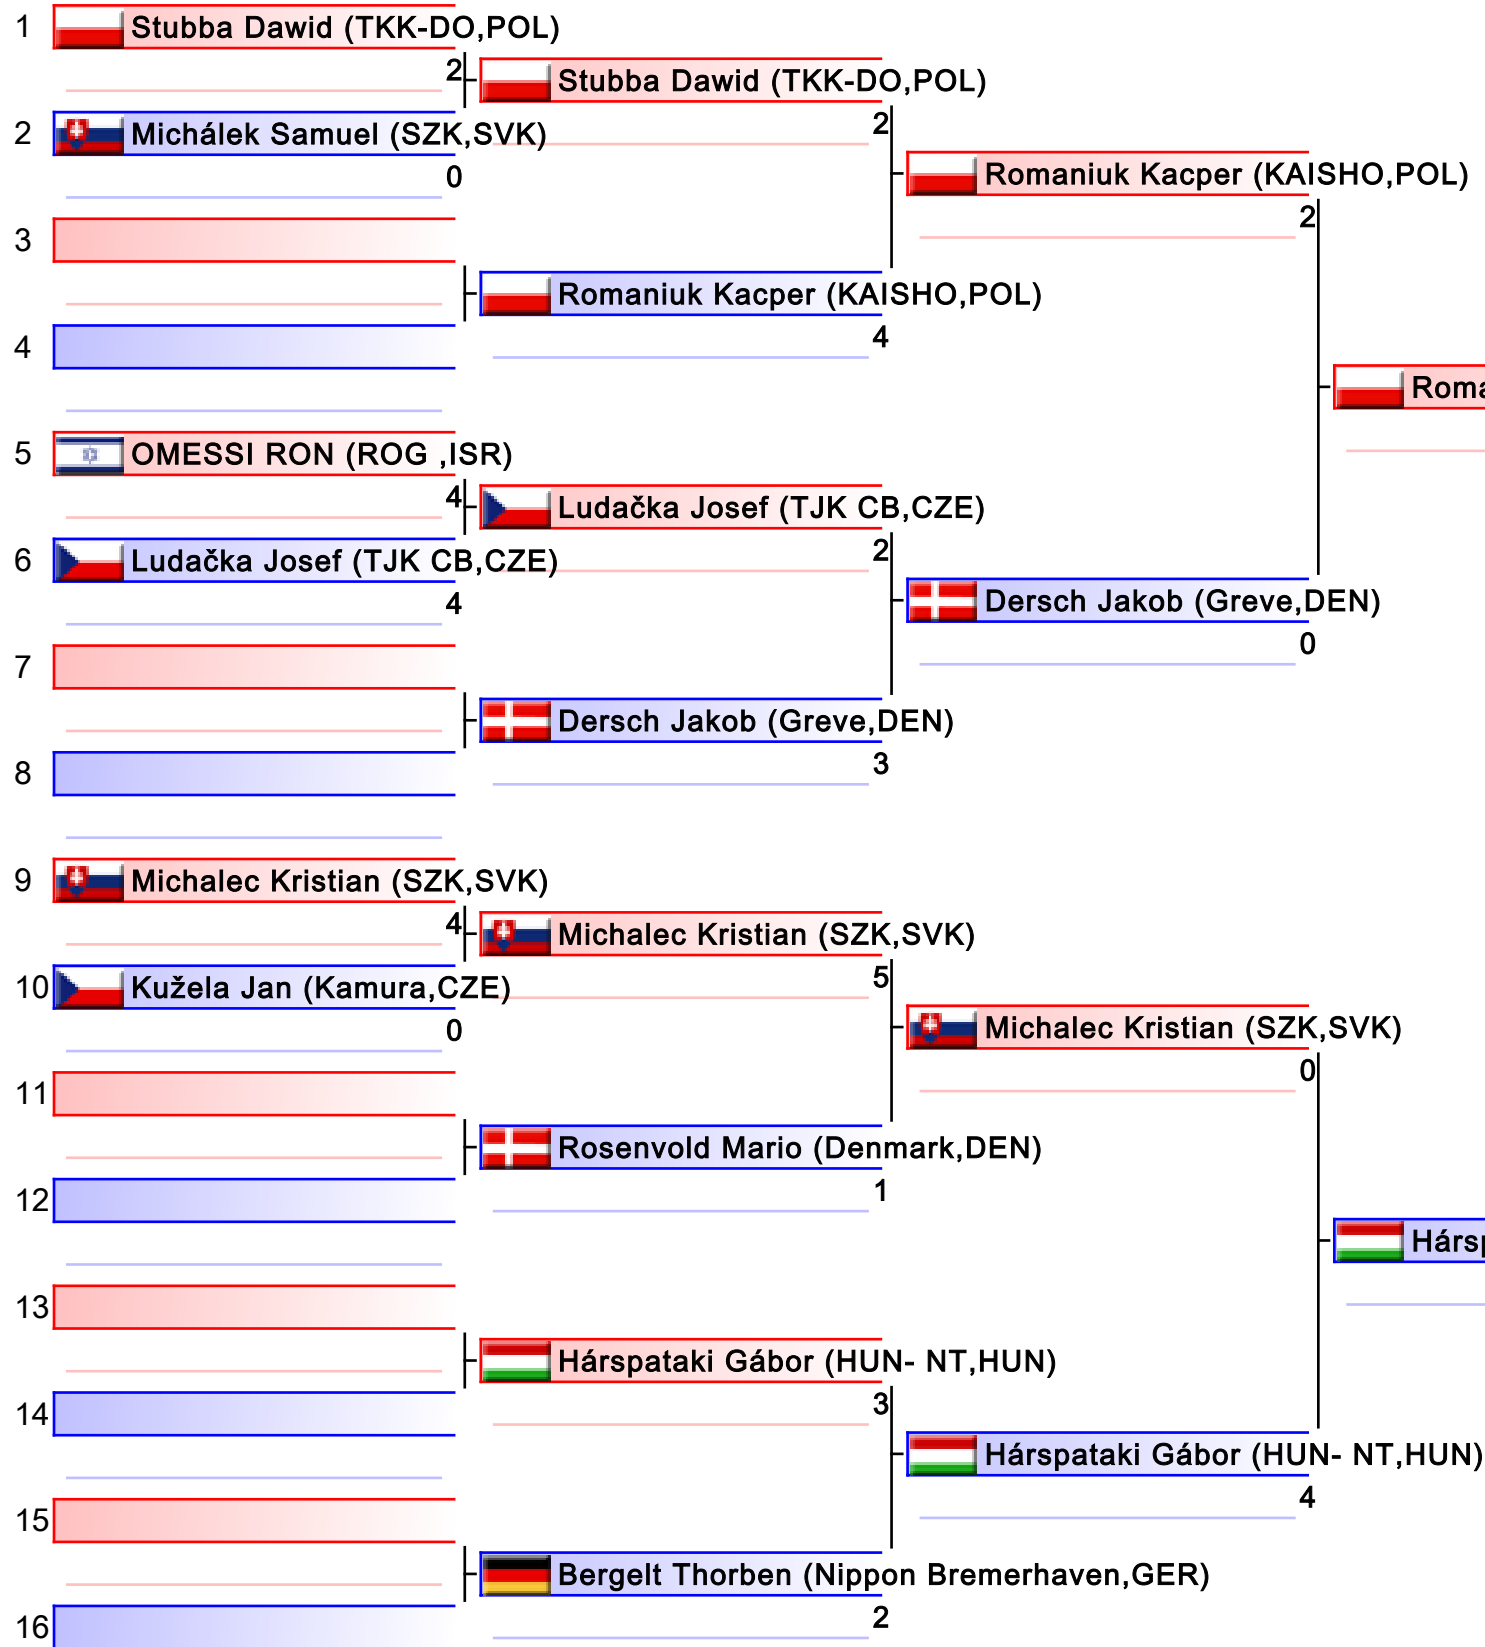 1 Stubba Dawid (TKK-DO,POL)
2 Stubba Dawid (TKK-DO,POL)
2 Michálek Samuel (SZK,SVK) 2
0 Romaniuk Kacper (KAISHO,POL)
2
3
Romaniuk Kacper (KAISHO,POL)
4 4
Roma
5 OMESSI RON (ROG ,ISR)
4 Ludačka Josef (TJK CB,CZE)
6 Ludačka Josef (TJK CB,CZE) 2
4 Dersch Jakob (Greve,DEN)
0
7
Dersch Jakob (Greve,DEN)
8 3
9 Michalec Kristian (SZK,SVK)
4 Michalec Kristian (SZK,SVK)
10 Kužela Jan (Kamura,CZE) 5
0 Michalec Kristian (SZK,SVK)
0
11
Rosenvold Mario (Denmark,DEN)
12 1
Hársp
13
Hárspataki Gábor (HUN- NT,HUN)
14 3
Hárspataki Gábor (HUN- NT,HUN)
4
15
Bergelt Thorben (Nippon Bremerhaven,GER)
16 2